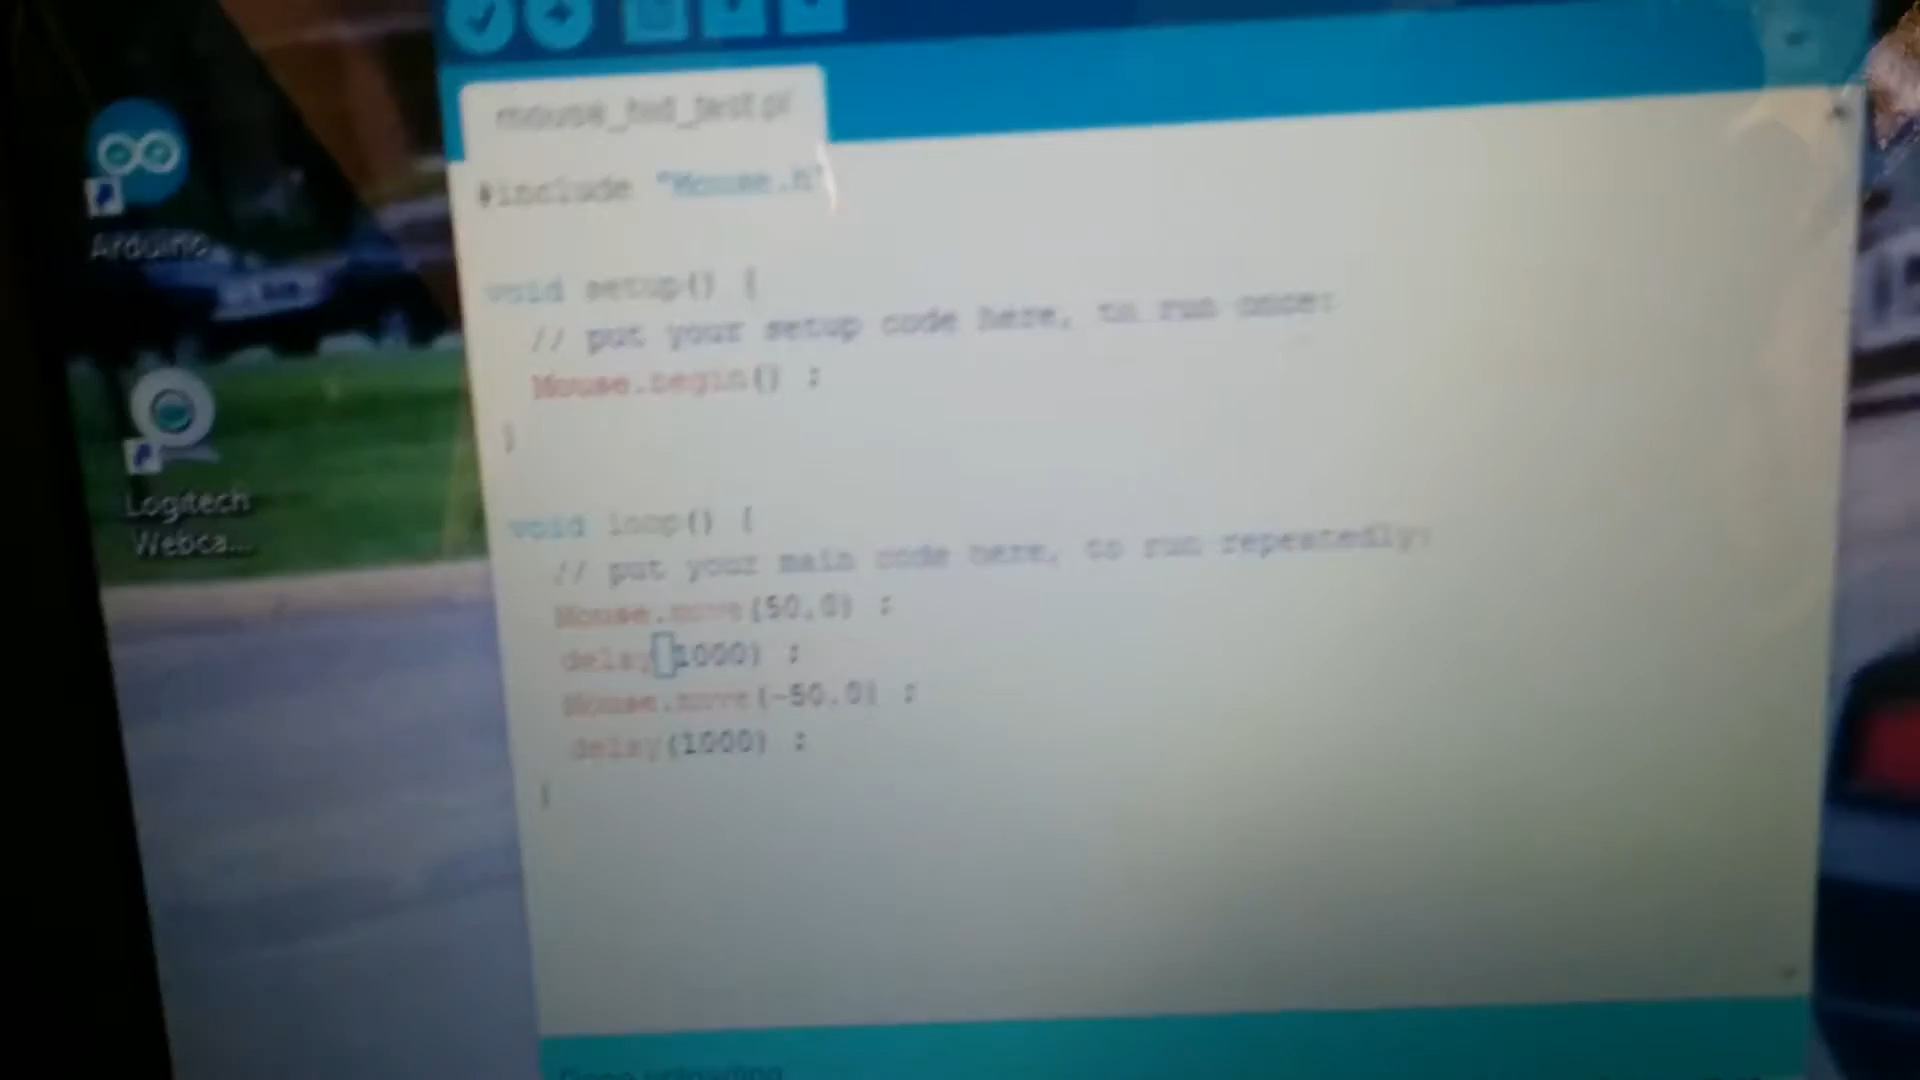 Arduino
Logitech
Webca...
#include "Mouse.h"
void setup() {
// put your setup code here, to run once:
Mouse.begin() ;
}
void loop() {
// put your main code here, to run repeatedly:
Mouse.move(50,0) ;
delay(1000) ;
Mouse.move(-50,0) ;
delay(1000) ;
}
Done uploading